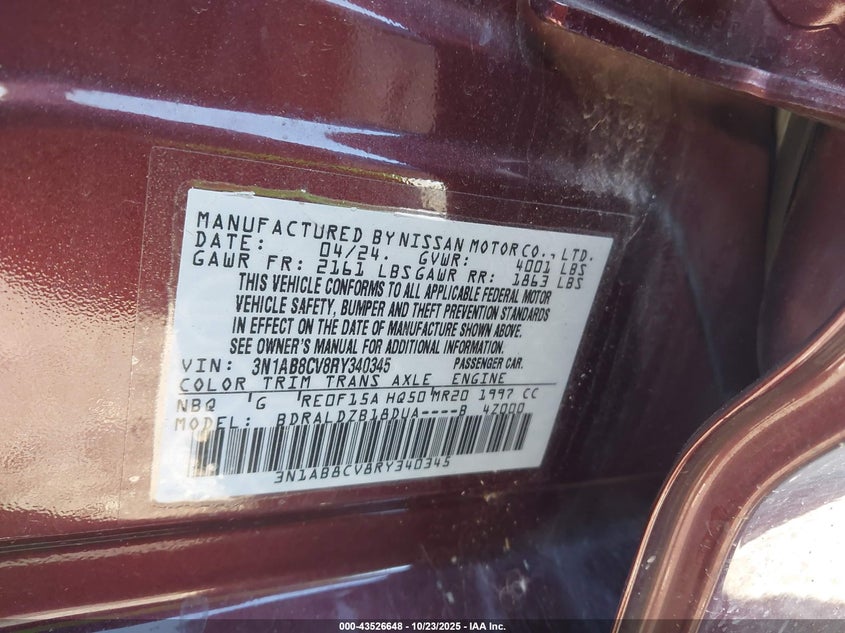 MANUFACTURED BY NISSAN MOTOR CO., LTD.
DATE: 04/24. GVWR: 4001 LBS
GAWR FR: 2161 LBS GAWR RR: 1863 LBS
THIS VEHICLE CONFORMS TO ALL APPLICABLE FEDERAL MOTOR
VEHICLE SAFETY, BUMPER AND THEFT PREVENTION STANDARDS
IN EFFECT ON THE DATE OF MANUFACTURE SHOWN ABOVE.
SEE OWNER'S MANUAL FOR ADDITIONAL INFORMATION.
VIN: 3N1AB8CV8RY340345 PASSENGER CAR.
COLOR TRIM TRANS AXLE ENGINE
NBQ G RE0F15A HQ50 MR20 1997 CC
MODEL: BDRALDZB18DUA----B 4Z000
3N1AB8CV8RY340345
000-43526648 - 10/23/2025 - IAA Inc.